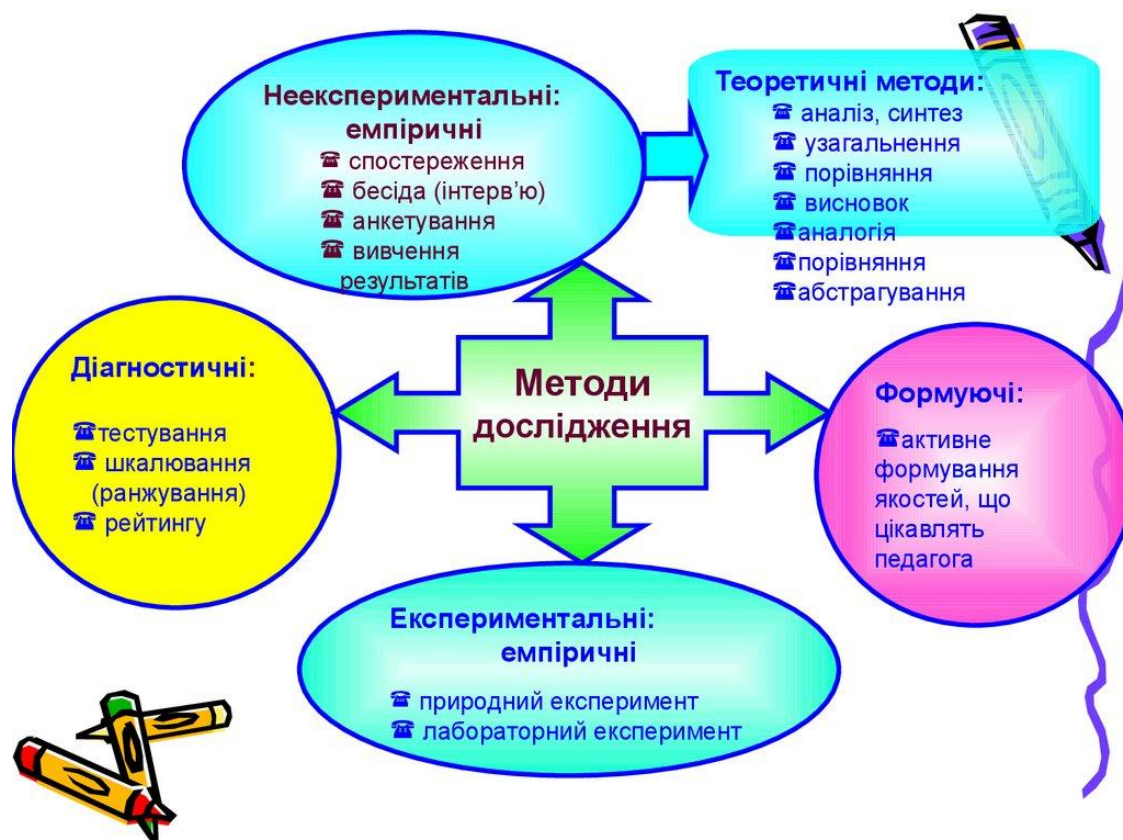 Неекспериментальні:
емпіричні
☎ спостереження
☎ бесіда (інтерв’ю)
☎ анкетування
☎ вивчення
результатів
Теоретичні методи:
☎ аналіз, синтез
☎ узагальнення
☎ порівняння
☎ висновок
☎аналогія
☎порівняння
☎абстрагування
Діагностичні:
☎тестування
☎ шкалювання
(ранжування)
☎ рейтингу
Методи
дослідження
Формуючі:
☎активне
формування
якостей, що
цікавлять
педагога
Експериментальні:
емпіричні
☎ природний експеримент
☎ лабораторний експеримент